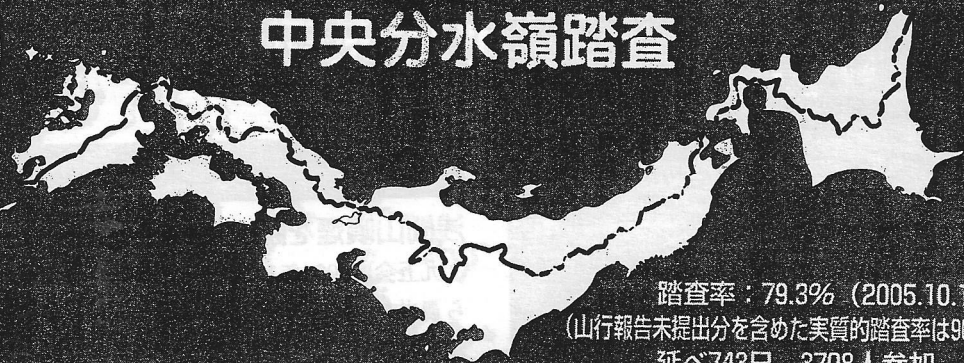 中央分水嶺踏査
踏査率：79.3%（2005.10.1
（山行報告未提出分を含めた実質的踏査率は90
延べ743日 3708人参加